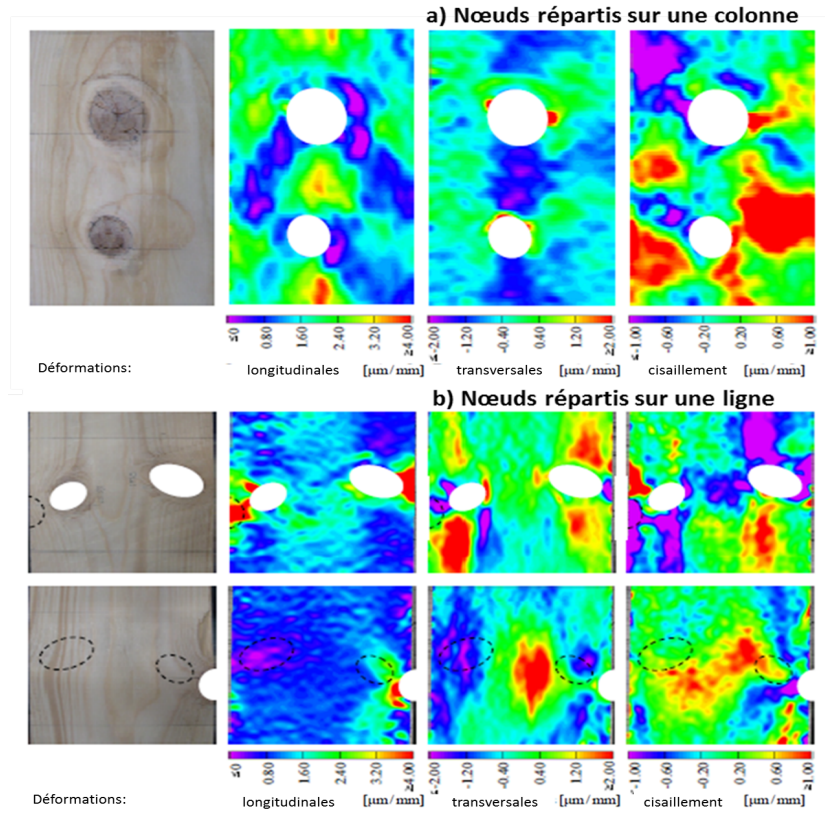 a) Nœuds répartis sur une colonne
≤0 0.80 1.60 2.40 3.20 ≥4.00 ≤-2.00 -1.20 -0.40 0.40 1.20 ≥2.00 ≤-1.00 -0.60 -0.20 0.20 0.60 ≥1.00
Déformations: longitudinales [μm/mm] transversales [μm/mm] cisaillement [μm/mm]
b) Nœuds répartis sur une ligne
≤0 0.80 1.60 2.40 3.20 ≥4.00 ≤-2.00 -1.20 -0.40 0.40 1.20 ≥2.00 ≤-1.00 -0.60 -0.20 0.20 0.60 ≥1.00
Déformations: longitudinales [μm/mm] transversales [μm/mm] cisaillement [μm/mm]